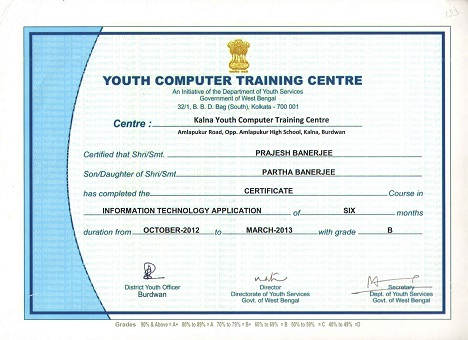 193
YOUTH COMPUTER TRAINING CENTRE
An Initiative of the Department of Youth Services
Government of West Bengal
32/1, B. B. D. Bag (South), Kolkata - 700 001
Centre : Kalna Youth Computer Training Centre
Amlapukur Road, Opp. Amlapukur High School, Kalna, Burdwan
Certified that Shri/Smt. PRAJESH BANERJEE
Son/Daughter of Shri/Smt. PARTHA BANERJEE
has completed the CERTIFICATE Course in
INFORMATION TECHNOLOGY APPLICATION of SIX months
duration from OCTOBER-2012 to MARCH-2013 with grade B
District Youth Officer
Burdwan
Director
Directorate of Youth Services
Govt. of West Bengal
Secretary
Dept. of Youth Services
Govt. of West Bengal
Grades 90% & Above = A+ 80% to 89% = A 70% to 79% = B+ 60% to 69% = B 50% to 59% = C 40% to 49% =D